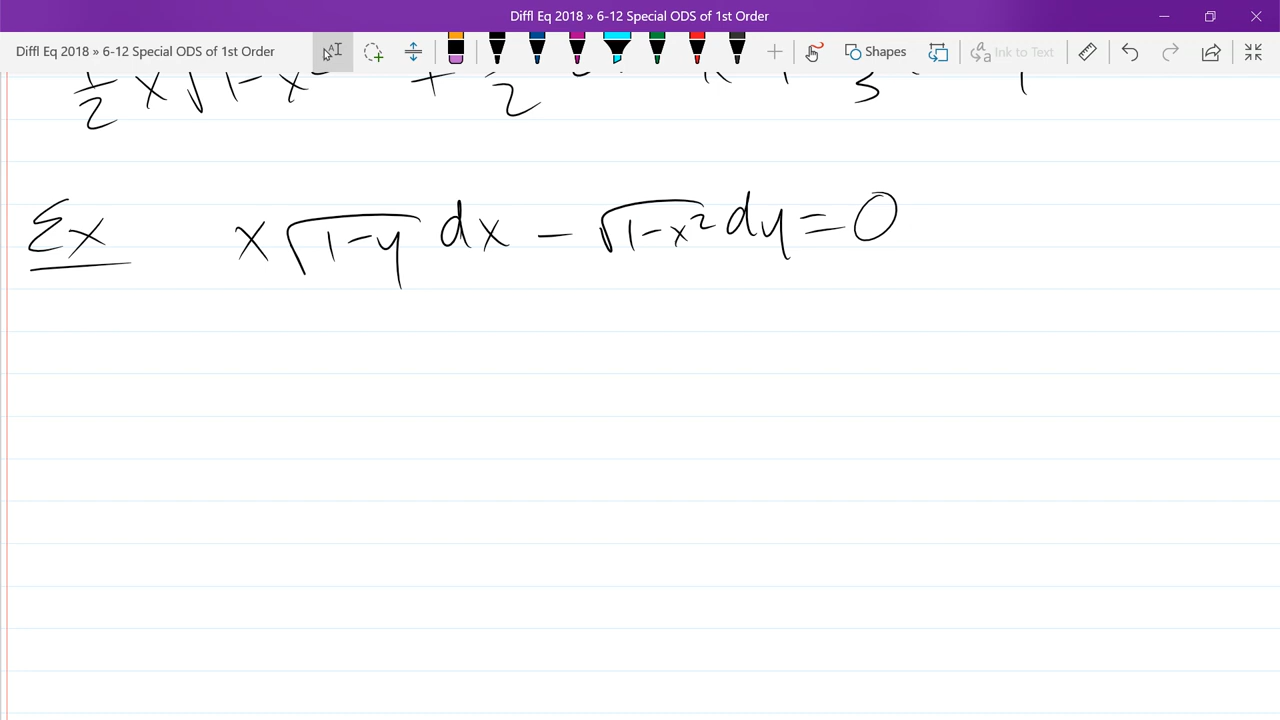 Diffl Eq 2018 » 6-12 Special ODS of 1st Order
Diffl Eq 2018 » 6-12 Special ODS of 1st Order
Shapes
Ink to Text
Ex x√(1-y) dx - √(1-x²) dy = 0